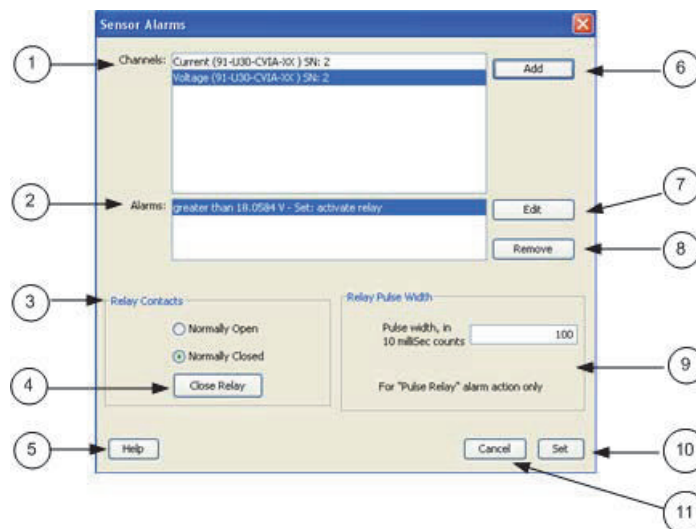 Sensor Alarms
1
Channels:
Current (91-U30-CVIA-XX ) SN: 2
Voltage (91-U30-CVIA-XX ) SN: 2
Add
6
2
Alarms:
greater than 18.0584 V - Set: activate relay
Edit
7
Remove
8
3
Relay Contacts
Normally Open
Normally Closed
4
Close Relay
Relay Pulse Width
Pulse width, in
10 milliSec counts
100
9
For "Pulse Relay" alarm action only
5
Help
Cancel
Set
10
11